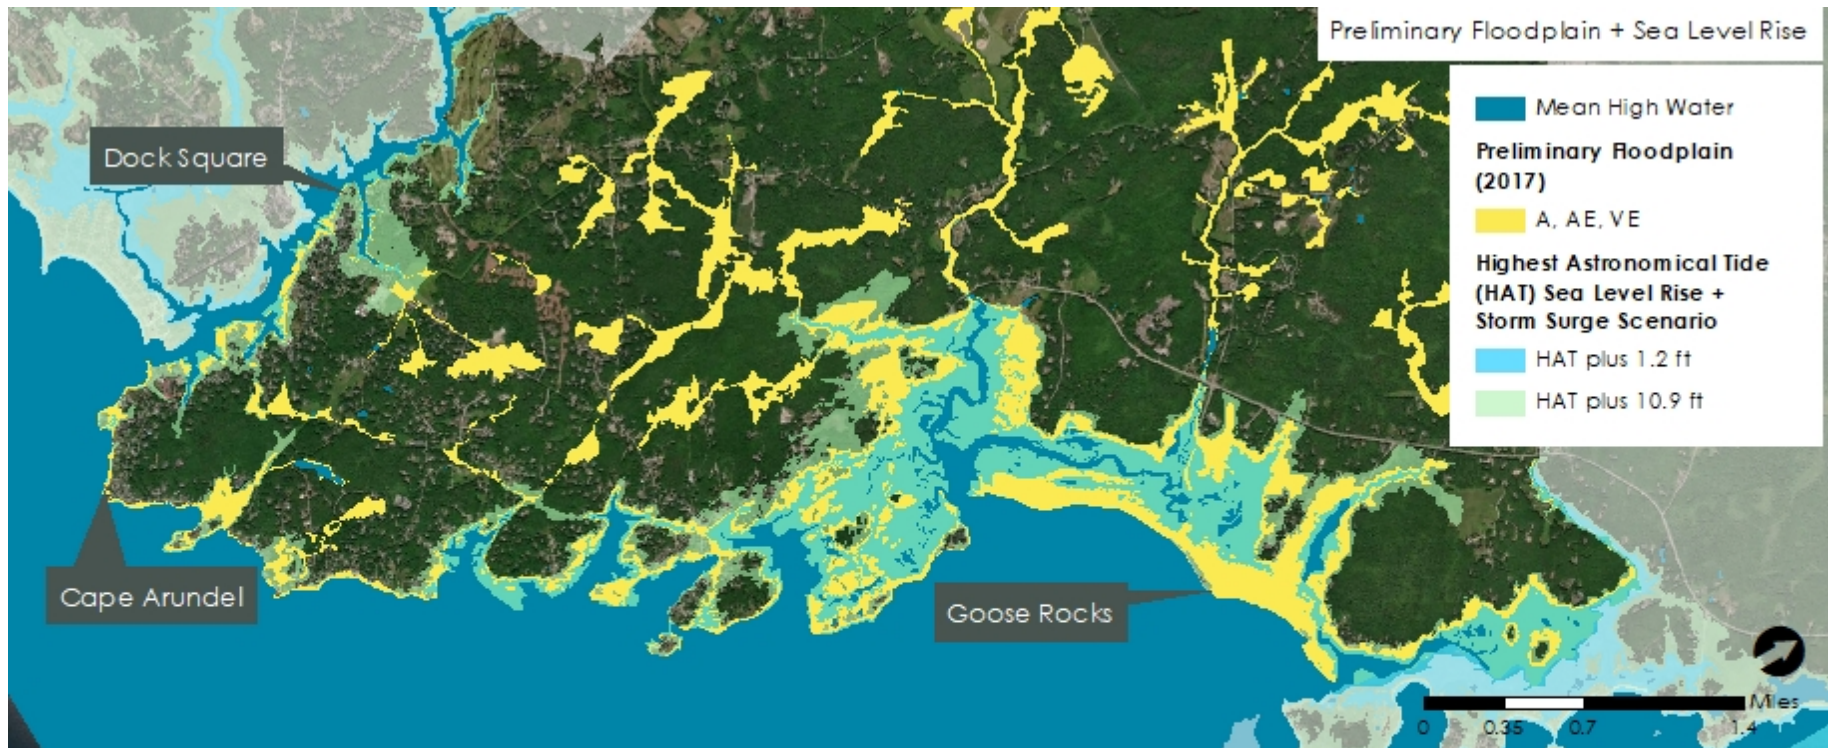 Preliminary Floodplain + Sea Level Rise
Mean High Water
Preliminary Floodplain
(2017)
A, AE, VE
Highest Astronomical Tide
(HAT) Sea Level Rise +
Storm Surge Scenario
HAT plus 1.2 ft
HAT plus 10.9 ft
Dock Square
Cape Arundel
Goose Rocks
Miles
0 0.35 0.7 1.4